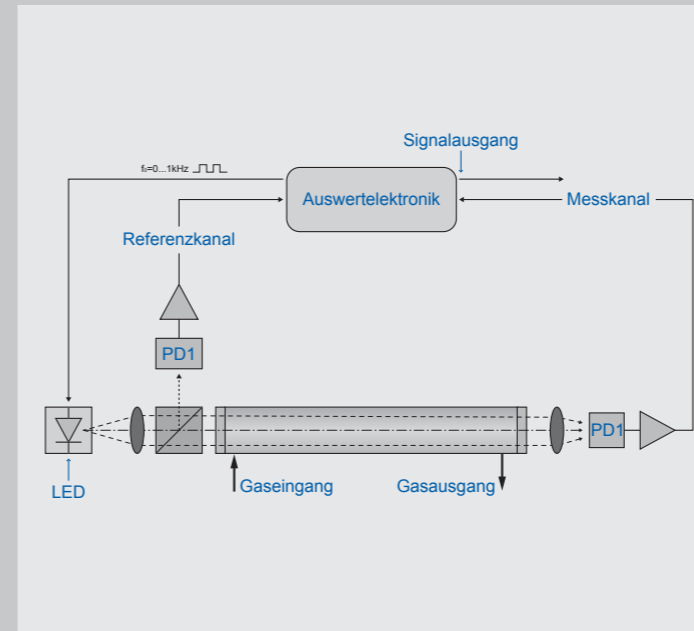 Signalausgang
f₀=0...1kHz
Auswertelektronik
Messkanal
Referenzkanal
PD1
PD1
LED
Gaseingang
Gasausgang